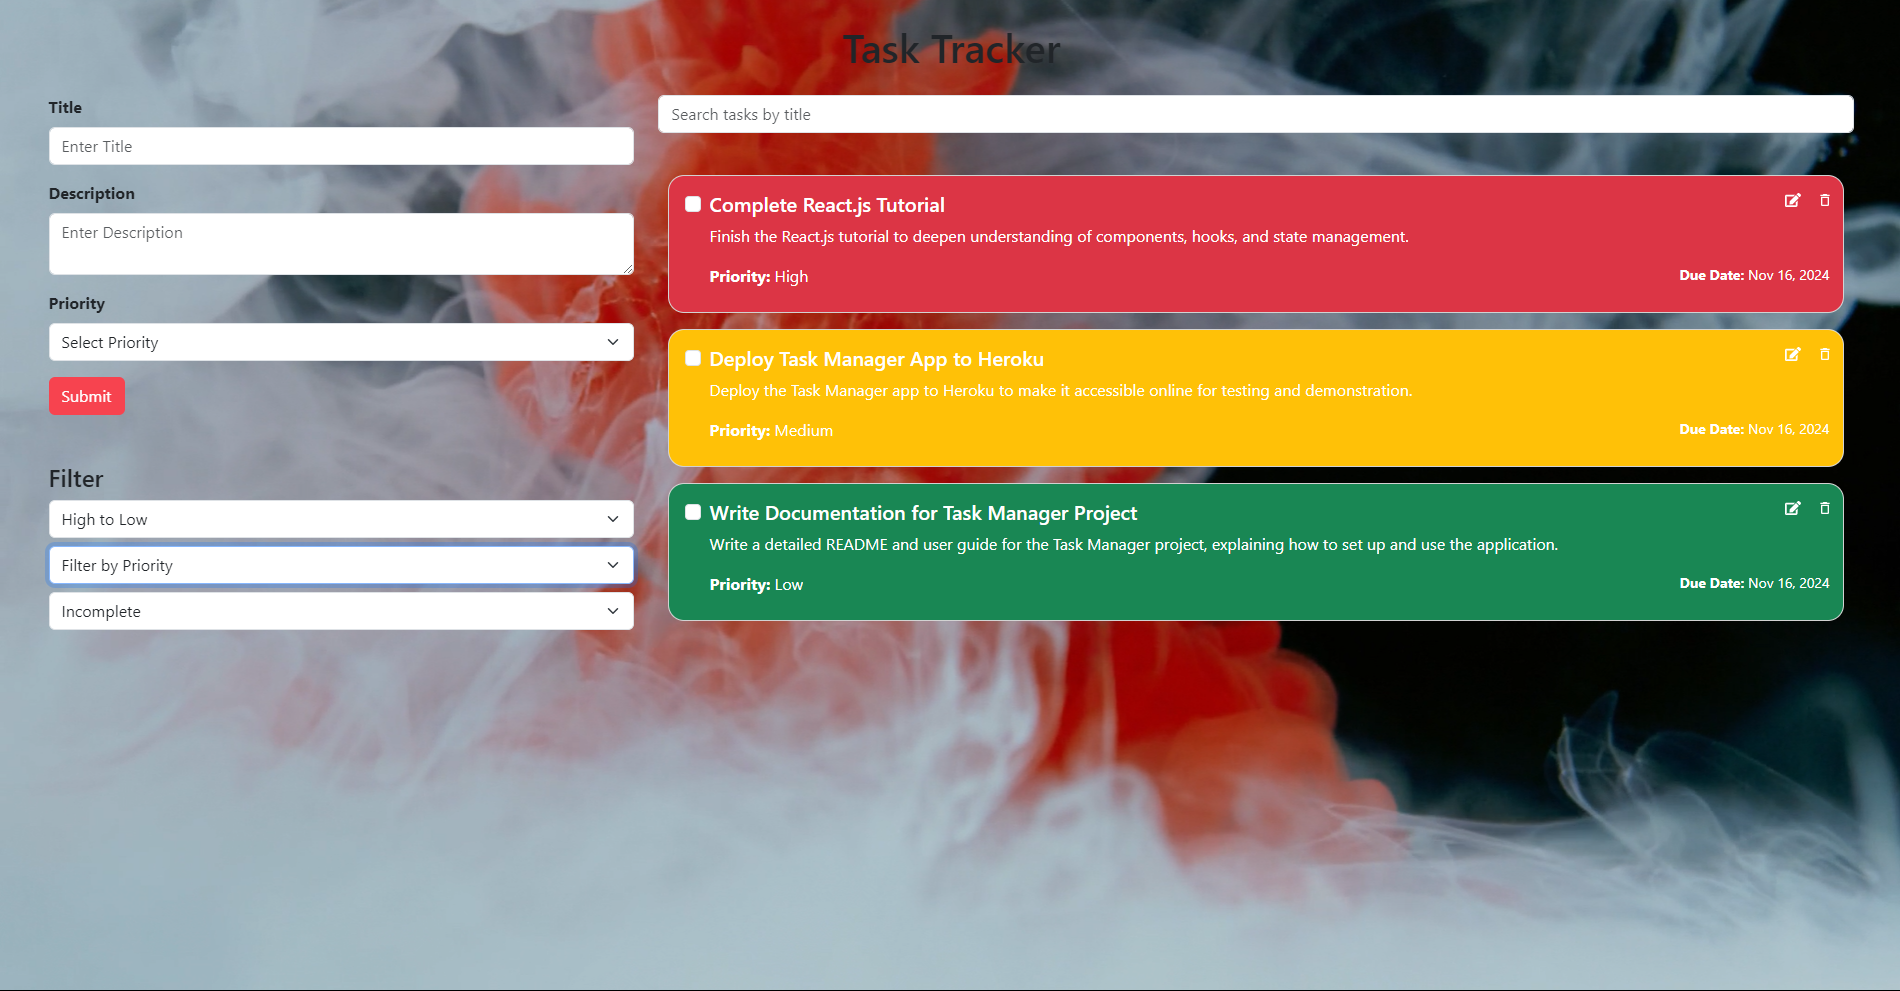 Task Tracker
Title
Enter Title
Description
Enter Description
Priority
Select Priority
Submit
Filter
High to Low
Filter by Priority
Incomplete
Search tasks by title
Complete React.js Tutorial
Finish the React.js tutorial to deepen understanding of components, hooks, and state management.
Priority: High
Due Date: Nov 16, 2024
Deploy Task Manager App to Heroku
Deploy the Task Manager app to Heroku to make it accessible online for testing and demonstration.
Priority: Medium
Due Date: Nov 16, 2024
Write Documentation for Task Manager Project
Write a detailed README and user guide for the Task Manager project, explaining how to set up and use the application.
Priority: Low
Due Date: Nov 16, 2024